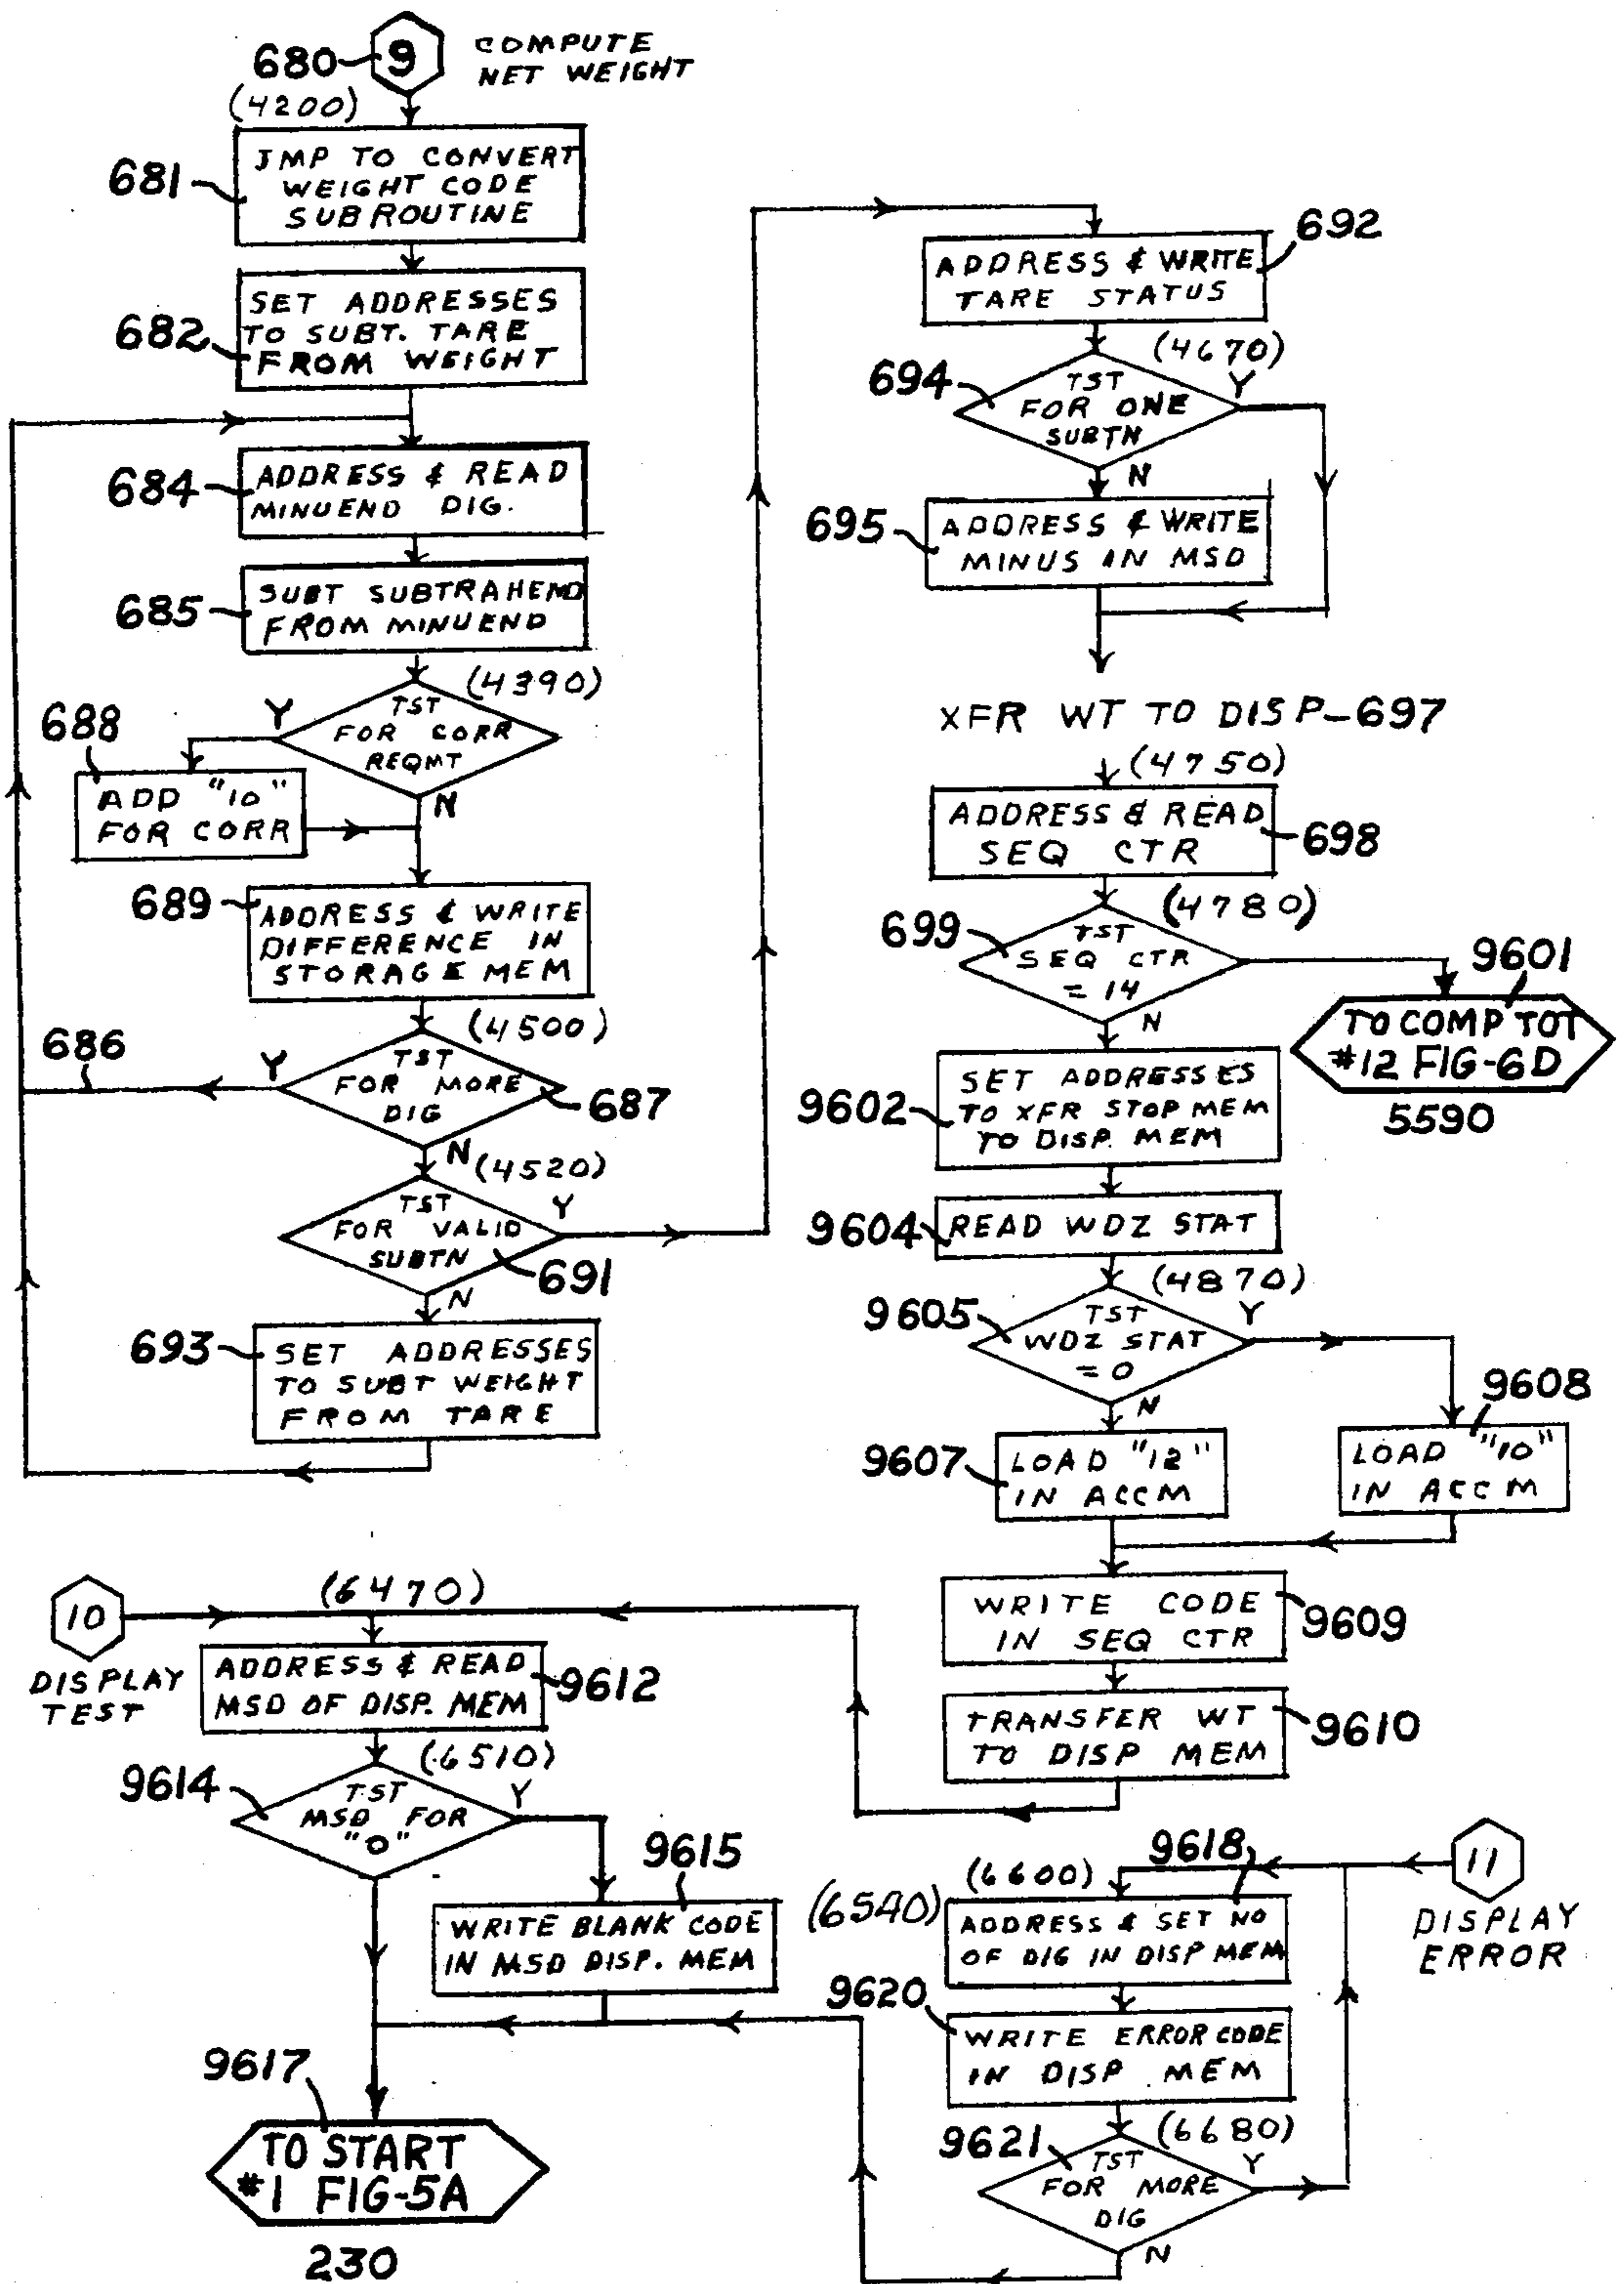 680
9
COMPUTE
NET WEIGHT
(4200)
681
JMP TO CONVERT
WEIGHT CODE
SUBROUTINE
682
SET ADDRESSES
TO SUBT. TARE
FROM WEIGHT
684
ADDRESS & READ
MINUEND DIG.
685
SUBT SUBTRAHEND
FROM MINUEND
(4390)
TST
FOR CORR
REQMT
Y
N
688
ADD "10"
FOR CORR
689
ADDRESS & WRITE
DIFFERENCE IN
STORAGE MEM
(4500)
686
Y
TST
FOR MORE
DIG
687
N
(4520)
TST
FOR VALID
SUBTN
Y
691
N
693
SET ADDRESSES
TO SUBT WEIGHT
FROM TARE
692
ADDRESS & WRITE
TARE STATUS
(4670)
694
TST
FOR ONE
SUBTN
Y
N
695
ADDRESS & WRITE
MINUS IN MSD
XFR WT TO DISP-697
(4750)
ADDRESS & READ
SEQ CTR
698
(4780)
699
TST
SEQ CTR
= 14
N
9601
TO COMP TOT
#12 FIG-6D
5590
9602
SET ADDRESSES
TO XFR STOP MEM
TO DISP. MEM
9604
READ WDZ STAT
(4870)
9605
TST
WDZ STAT
= 0
Y
N
9607
LOAD "12"
IN ACCM
9608
LOAD "10"
IN ACCM
WRITE CODE
IN SEQ CTR
9609
TRANSFER WT
TO DISP MEM
9610
10
DISPLAY
TEST
(6470)
ADDRESS & READ
MSD OF DISP. MEM
9612
(6510)
9614
TST
MSD FOR
"0"
Y
9615
WRITE BLANK CODE
IN MSD DISP. MEM
(6540)
9617
TO START
#1 FIG-5A
230
11
DISPLAY
ERROR
9618
(6600)
ADDRESS & SET NO
OF DIG IN DISP MEM
9620
WRITE ERROR CODE
IN DISP. MEM
(6680)
9621
TST
FOR MORE
DIG
Y
N